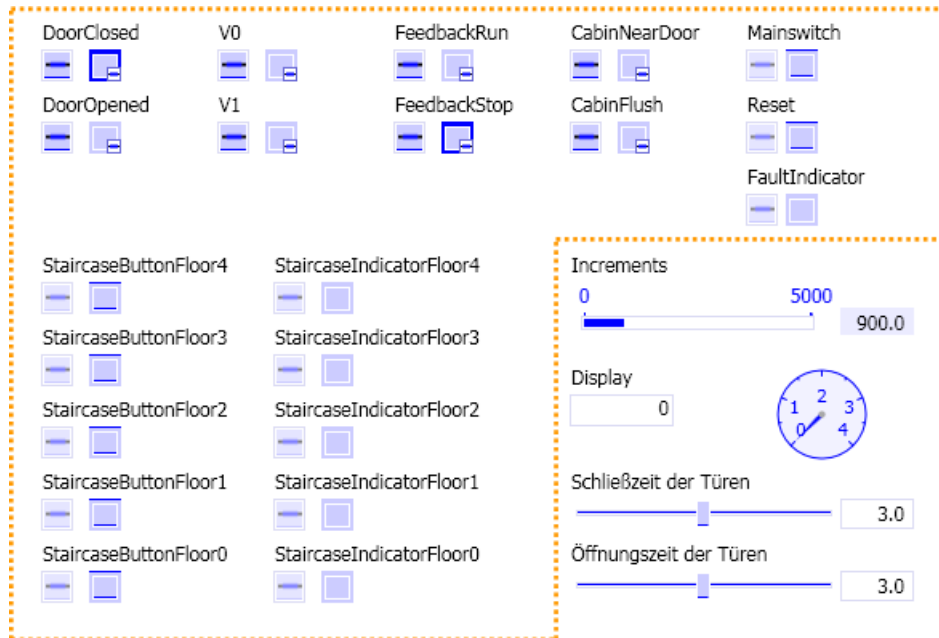 DoorClosed V0 FeedbackRun CabinNearDoor Mainswitch
DoorOpened V1 FeedbackStop CabinFlush Reset
FaultIndicator
StaircaseButtonFloor4 StaircaseIndicatorFloor4
StaircaseButtonFloor3 StaircaseIndicatorFloor3
StaircaseButtonFloor2 StaircaseIndicatorFloor2
StaircaseButtonFloor1 StaircaseIndicatorFloor1
StaircaseButtonFloor0 StaircaseIndicatorFloor0
Increments
0 5000
900.0
Display
0
0 1 2 3 4
Schließzeit der Türen
3.0
Öffnungszeit der Türen
3.0